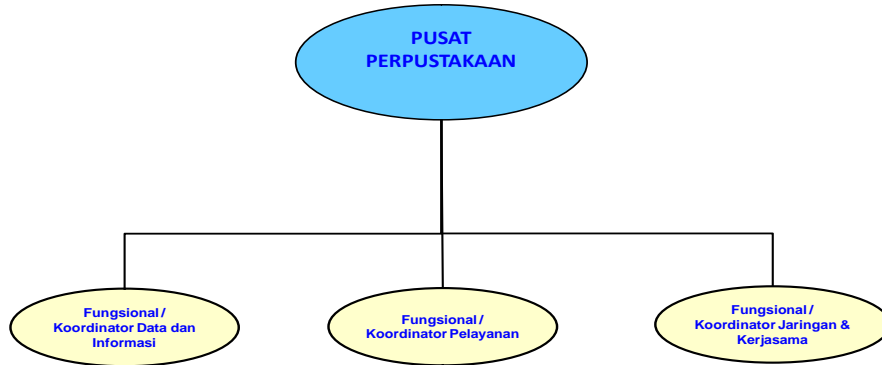 PUSAT
PERPUSTAKAAN
Fungsional /
Koordinator Data dan
Informasi
Fungsional /
Koordinator Pelayanan
Fungsional /
Koordinator Jaringan &
Kerjasama